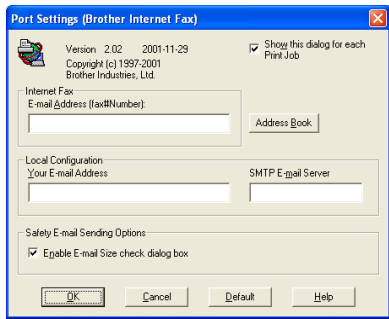 Port Settings (Brother Internet Fax)
Version 2.02 2001-11-29
Copyright (c) 1997-2001
Brother Industries, Ltd.
Show this dialog for each
Print Job
Internet Fax
E-mail Address (fax#Number):
Address Book
Local Configuration
Your E-mail Address
SMTP E-mail Server
Safety E-mail Sending Options
Enable E-mail Size check dialog box
OK Cancel Default Help